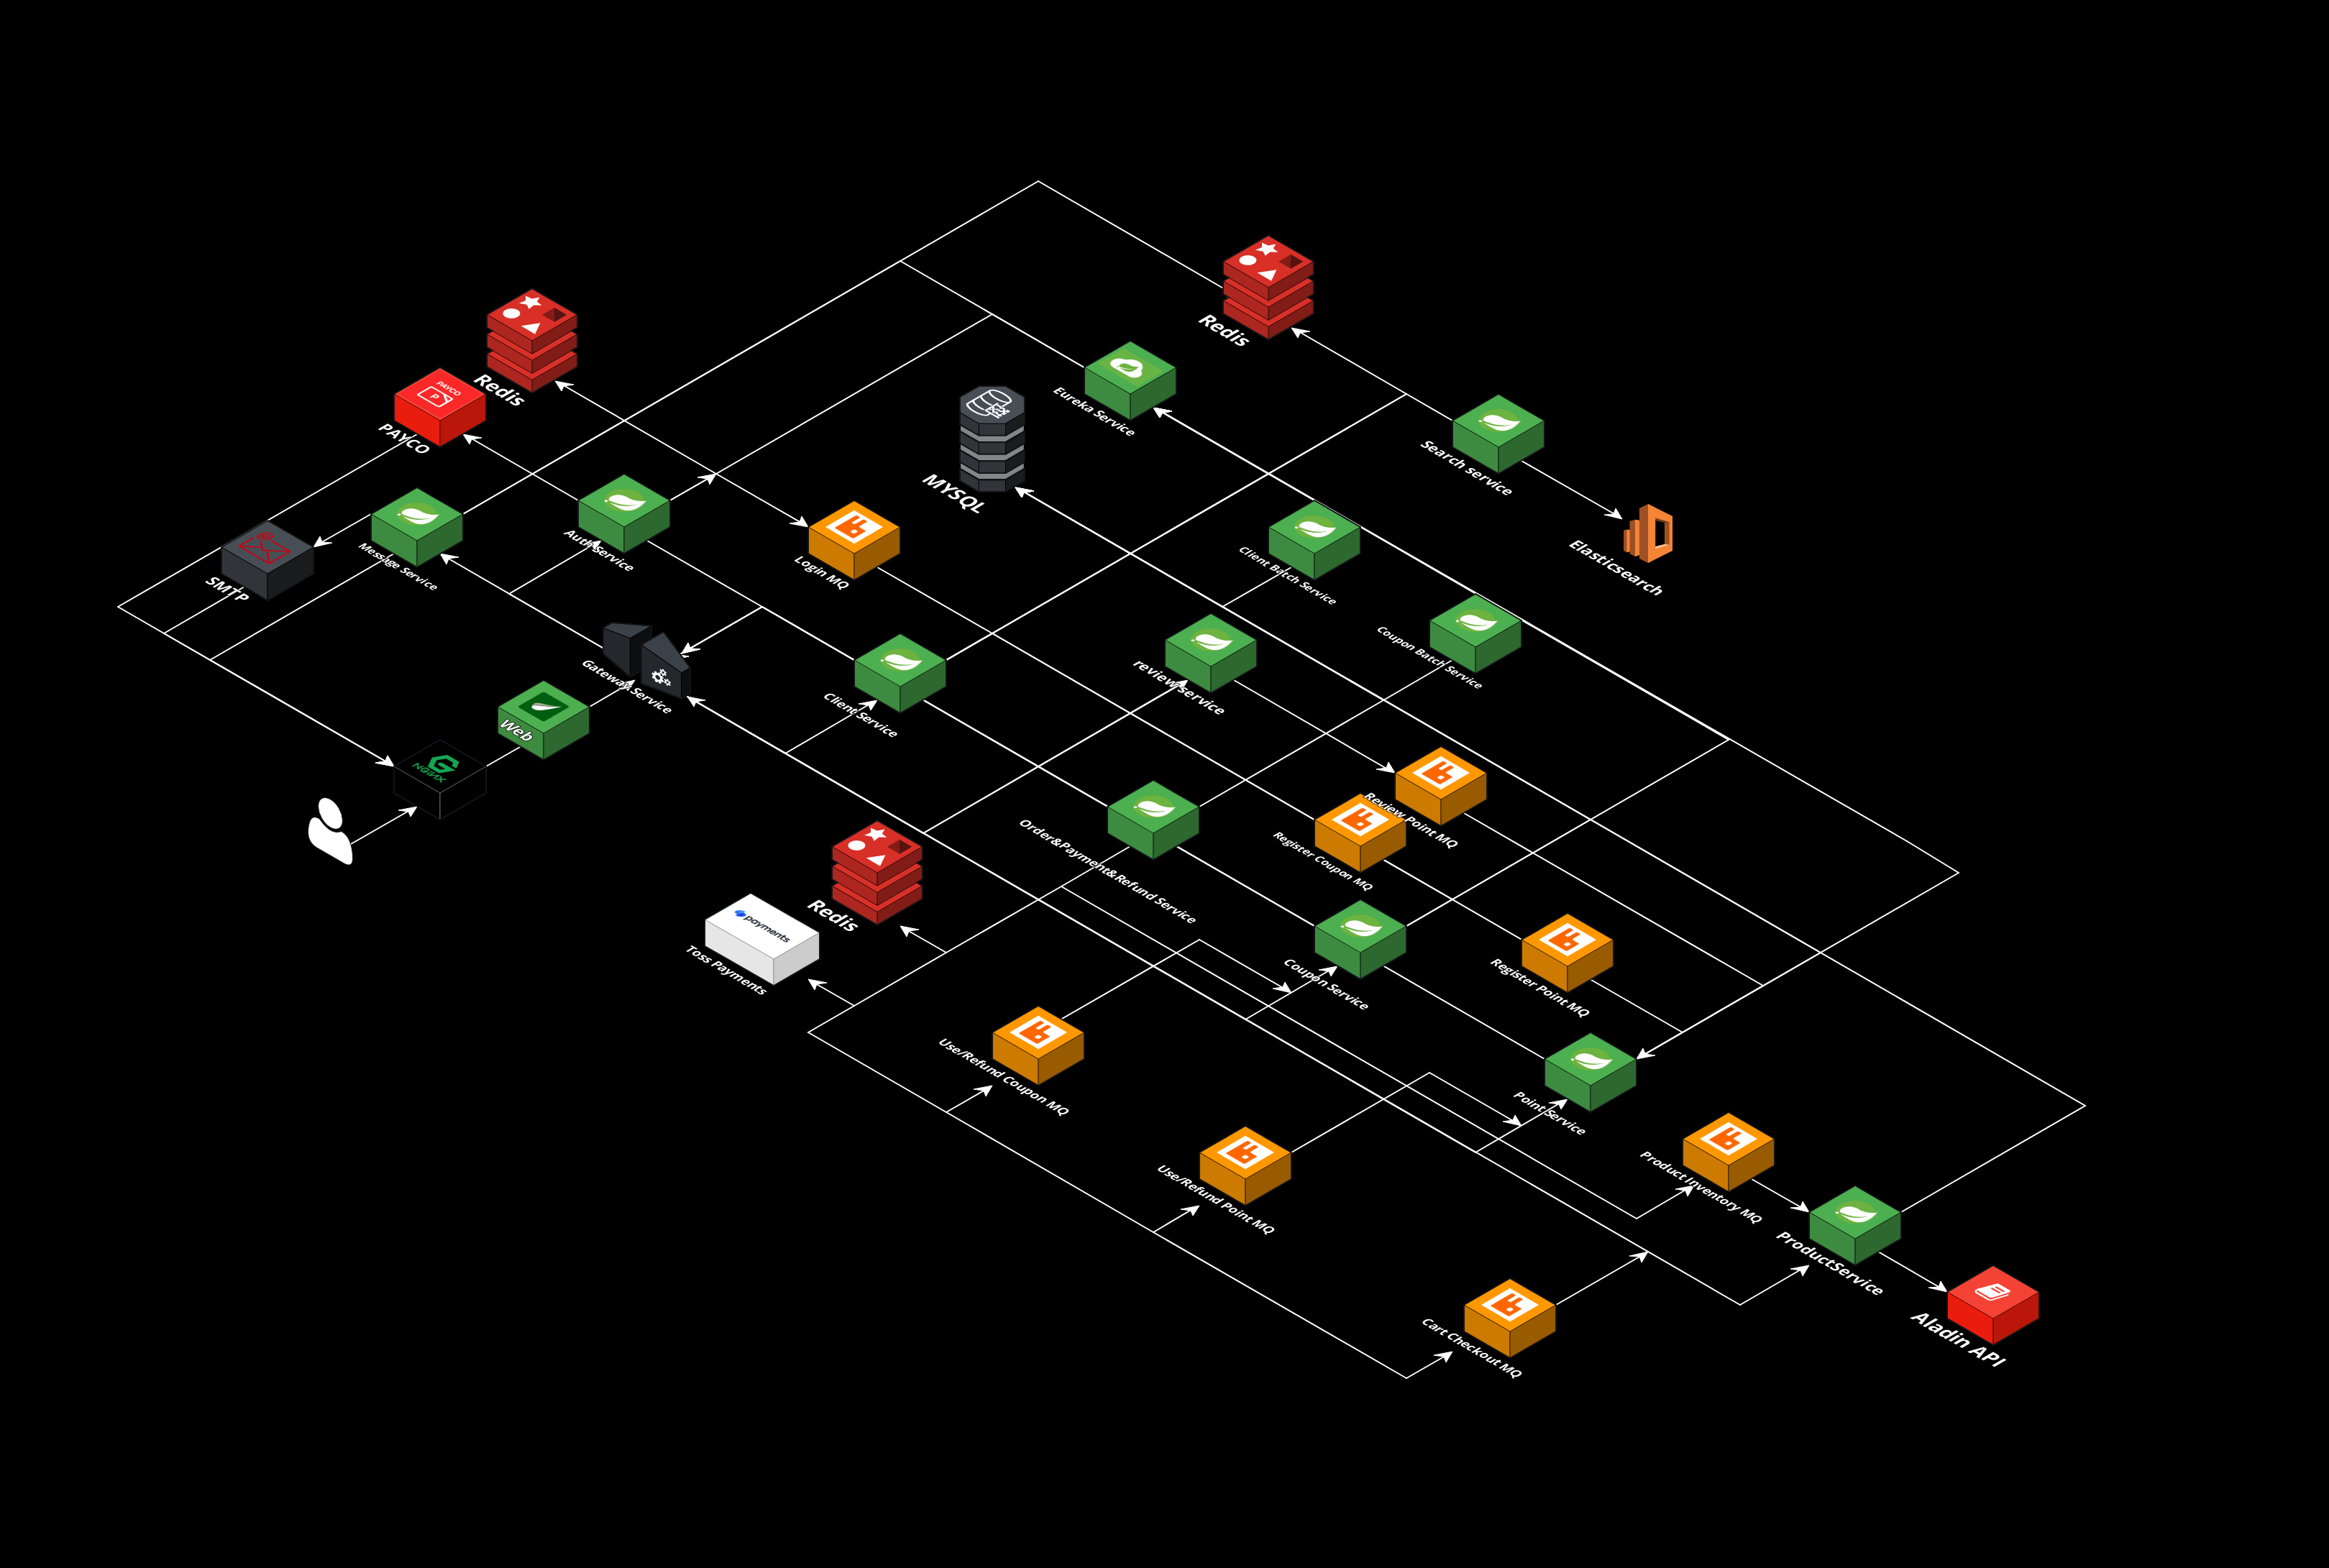 Redis
Redis
PAYCO
PAYCO
P
Eureka Service
MYSQL
Search service
Auth Service
Message Service
SMTP
Login MQ
Client Batch Service
Elasticsearch
Coupon Batch Service
Gateway Service
Client Service
review service
Web
NGINX
Review Point MQ
Register Coupon MQ
Order&Payment&Refund Service
Redis
payments
Toss Payments
Coupon Service
Register Point MQ
Use/Refund Coupon MQ
Point Service
Product Inventory MQ
Use/Refund Point MQ
ProductService
Cart Checkout MQ
Aladin API